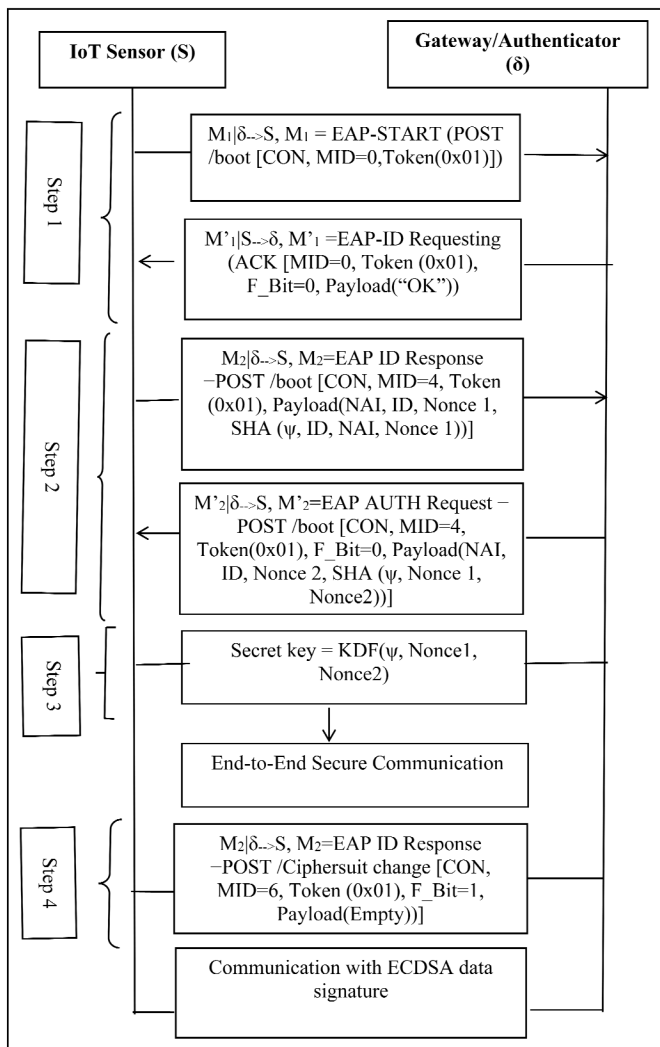 IoT Sensor (S)
Gateway/Authenticator
(δ)
Step 1
M₁|δ-->S, M₁ = EAP-START (POST
/boot [CON, MID=0,Token(0x01)])
M'₁|S-->δ, M'₁ =EAP-ID Requesting
(ACK [MID=0, Token (0x01),
F_Bit=0, Payload(“OK”))
Step 2
M₂|δ-->S, M₂=EAP ID Response
−POST /boot [CON, MID=4, Token
(0x01), Payload(NAI, ID, Nonce 1,
SHA (ψ, ID, NAI, Nonce 1))]
M’₂|δ-->S, M’₂=EAP AUTH Request −
POST /boot [CON, MID=4,
Token(0x01), F_Bit=0, Payload(NAI,
ID, Nonce 2, SHA (ψ, Nonce 1,
Nonce2))]
Step 3
Secret key = KDF(ψ, Nonce1,
Nonce2)
End-to-End Secure Communication
Step 4
M₂|δ-->S, M₂=EAP ID Response
−POST /Ciphersuit change [CON,
MID=6, Token (0x01), F_Bit=1,
Payload(Empty))]
Communication with ECDSA data
signature